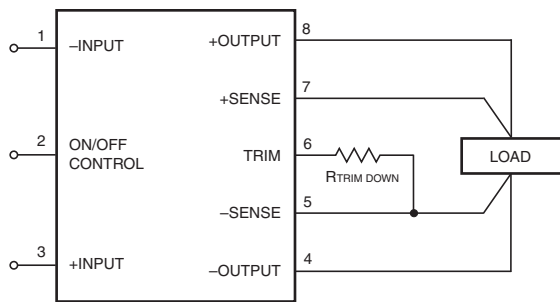 1 –INPUT +OUTPUT 8
+SENSE 7
2 ON/OFF CONTROL TRIM 6
RTRIM DOWN LOAD
–SENSE 5
3 +INPUT –OUTPUT 4